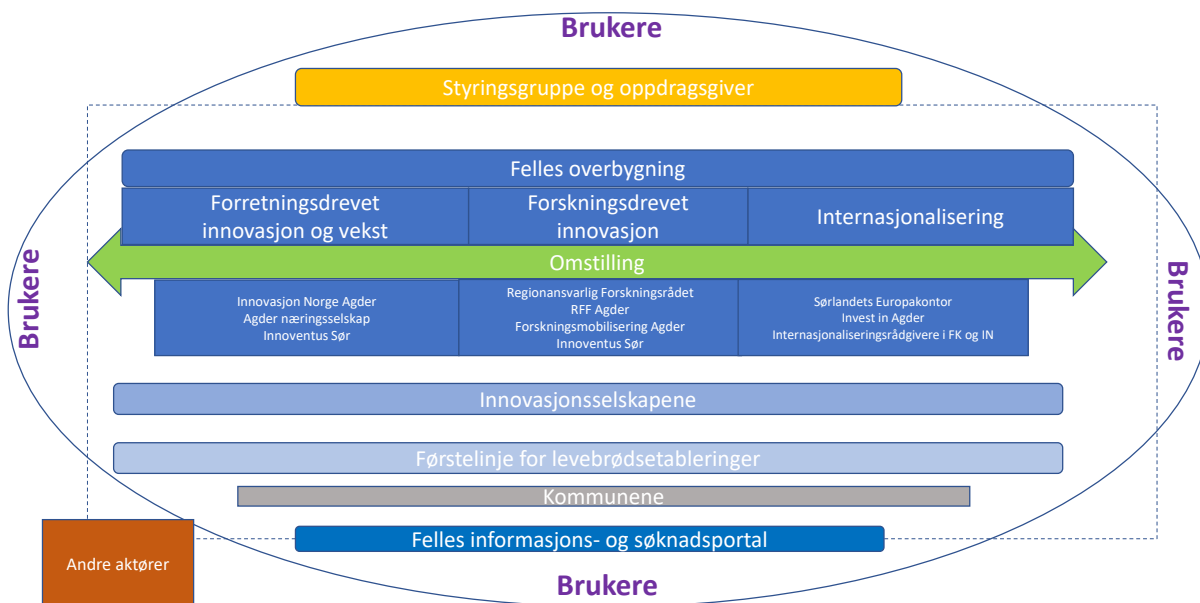 Brukere
Styringsgruppe og oppdragsgiver
Felles overbygning
Forretningsdrevet
innovasjon og vekst
Forskningsdrevet
innovasjon
Internasjonalisering
Omstilling
Innovasjon Norge Agder
Agder næringsselskap
Innoventus Sør
Regionansvarlig Forskningsrådet
RFF Agder
Forskningsmobilisering Agder
Innoventus Sør
Sørlandets Europakontor
Invest in Agder
Internasjonaliseringsrådgivere i FK og IN
Brukere
Brukere
Innovasjonsselskapene
Førstelinje for levebrødsetableringer
Kommunene
Felles informasjons- og søknadsportal
Andre aktører
Brukere